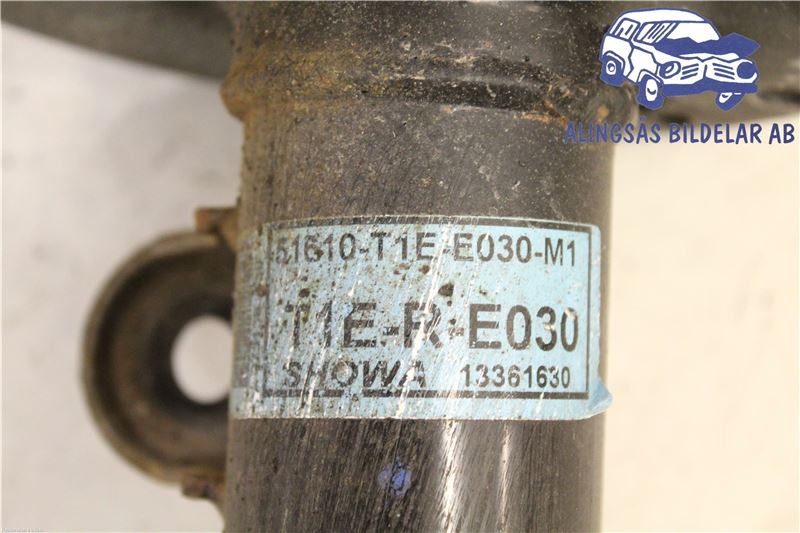 ALINGSÅS BILDELAR AB
51610-T1E-E030-M1
T1E-R-E030
SHOWA 13361630